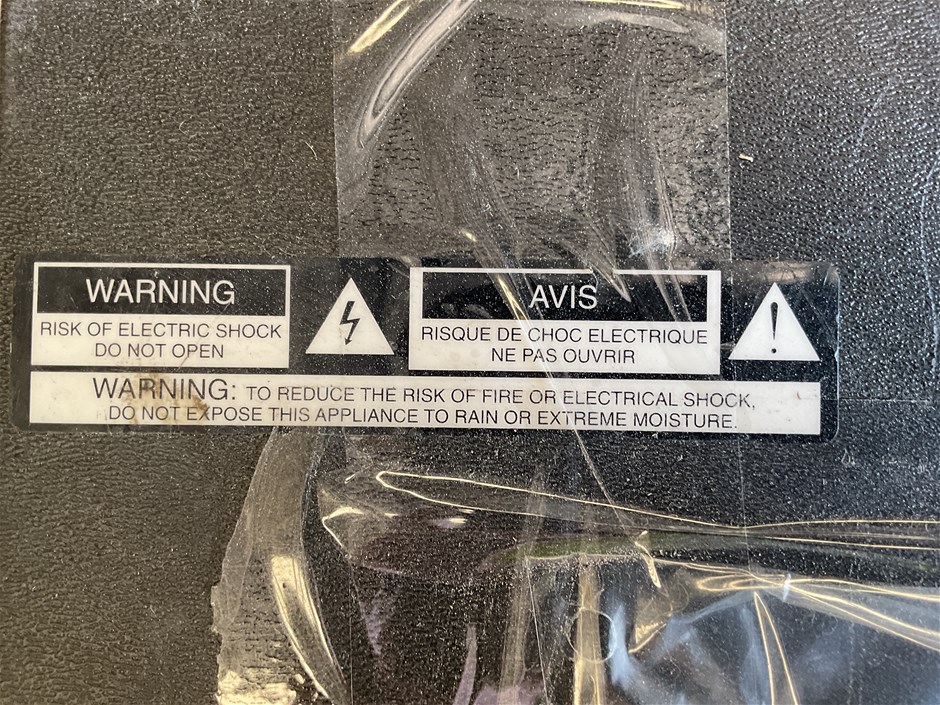 WARNING
RISK OF ELECTRIC SHOCK
DO NOT OPEN
AVIS
RISQUE DE CHOC ELECTRIQUE
NE PAS OUVRIR
WARNING: TO REDUCE THE RISK OF FIRE OR ELECTRICAL SHOCK,
DO NOT EXPOSE THIS APPLIANCE TO RAIN OR EXTREME MOISTURE.